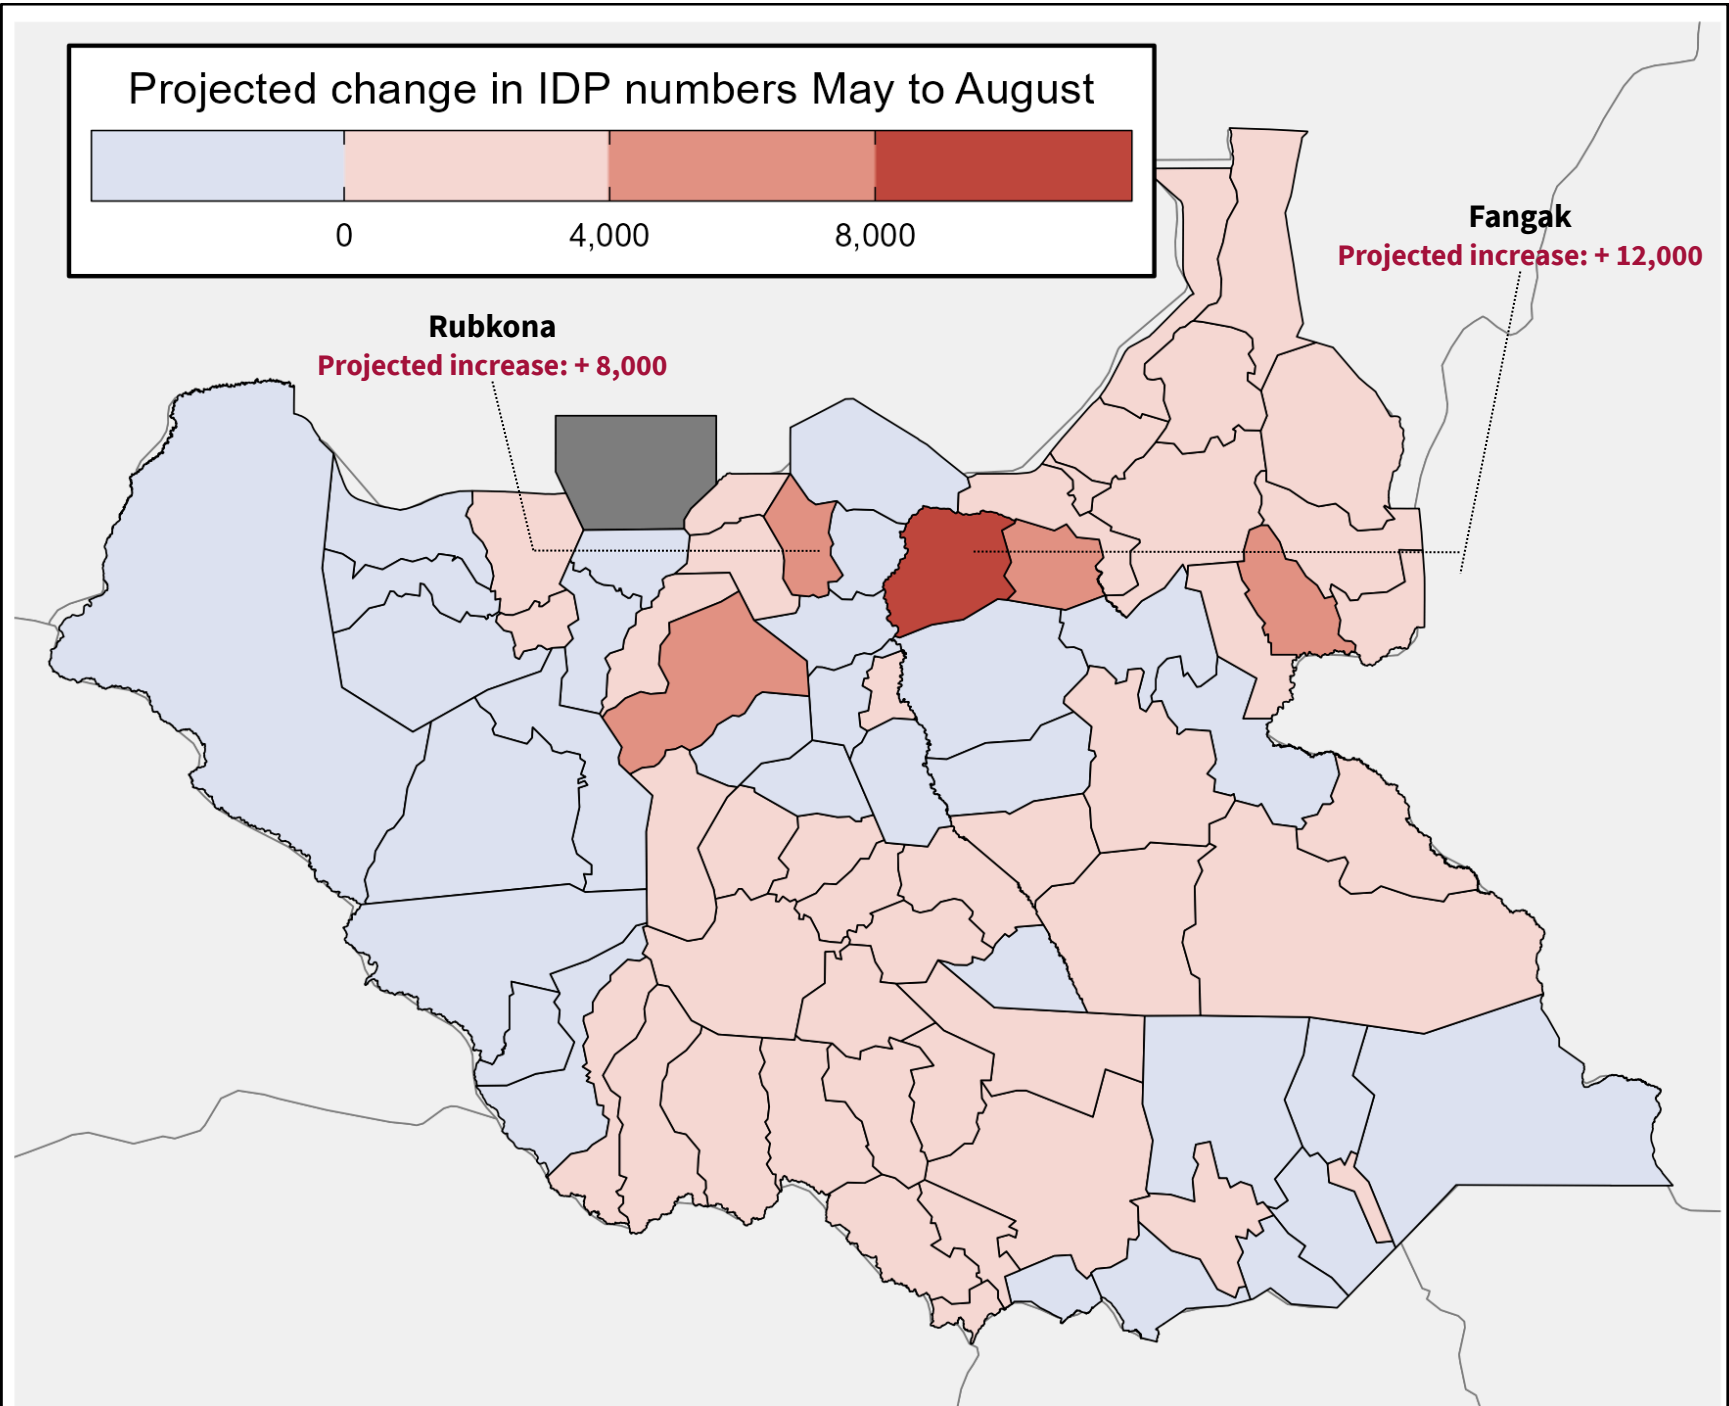 Projected change in IDP numbers May to August
0 4,000 8,000
Fangak
Projected increase: + 12,000
Rubkona
Projected increase: + 8,000